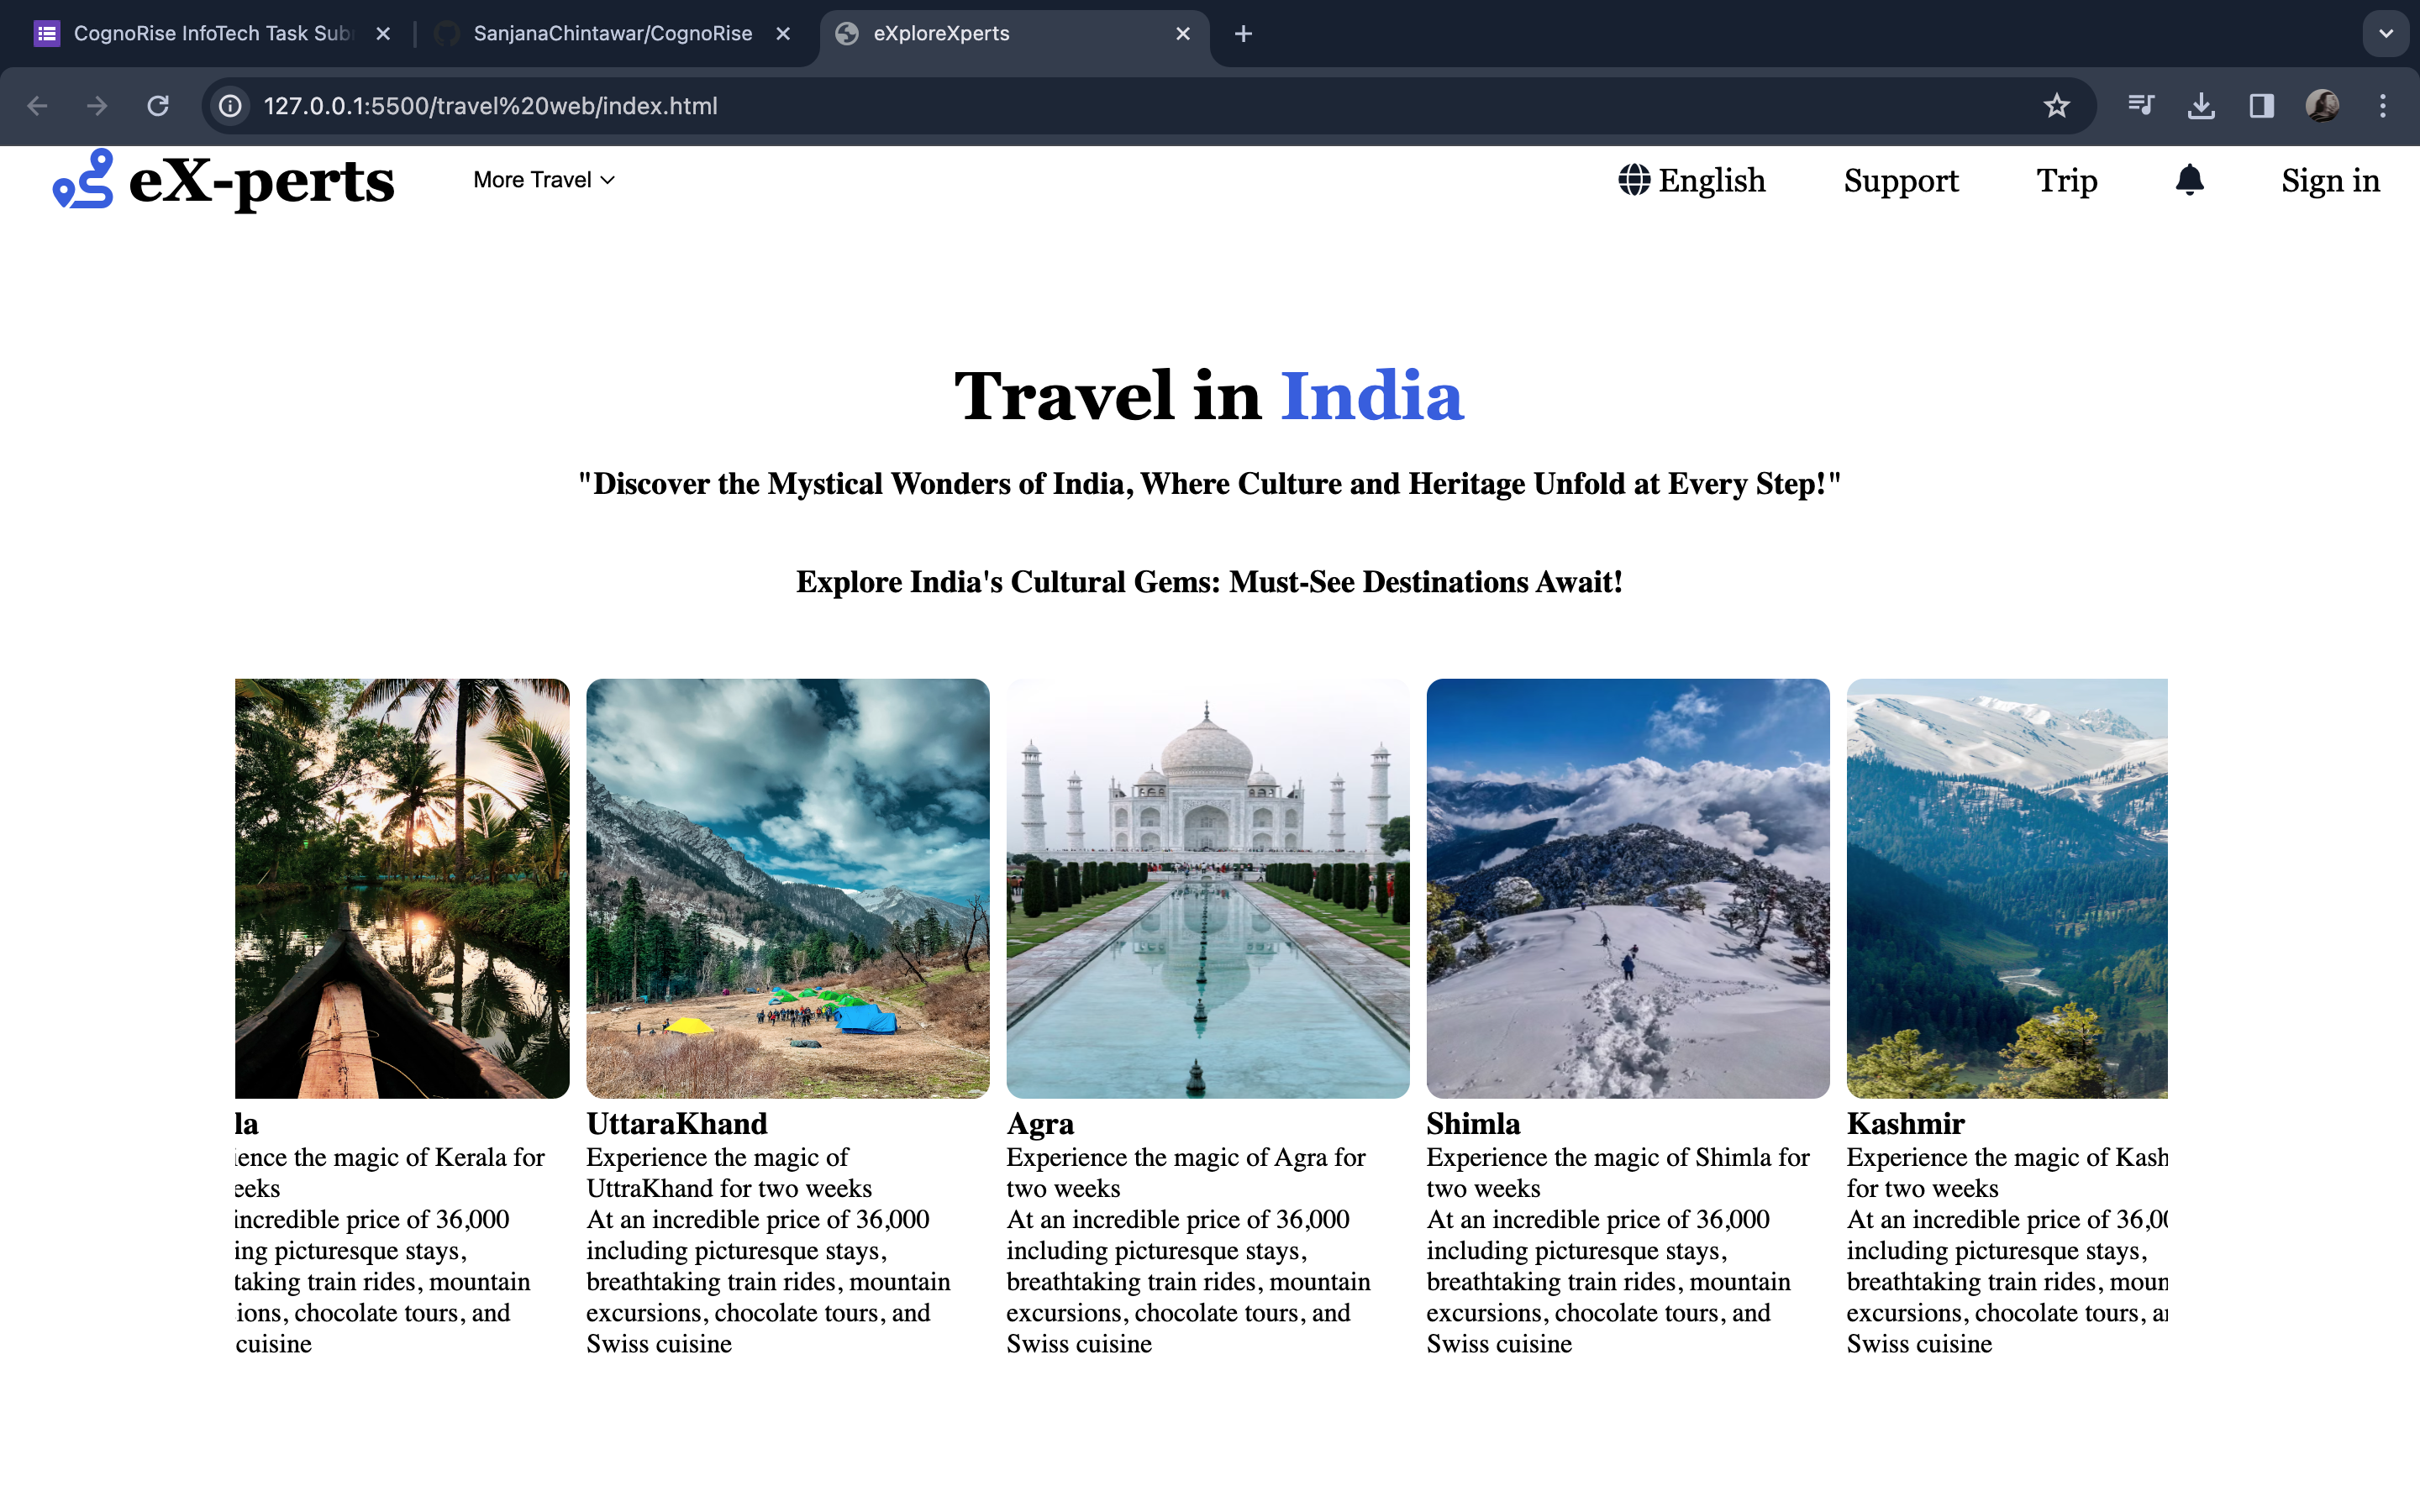 CognoRise InfoTech Task Sub
SanjanaChintawar/CognoRise
eXploreXperts
127.0.0.1:5500/travel%20web/index.html
eX-perts
More Travel
English
Support
Trip
Sign in
Travel in India
"Discover the Mystical Wonders of India, Where Culture and Heritage Unfold at Every Step!"
Explore India's Cultural Gems: Must-See Destinations Await!
la
ience the magic of Kerala for
eeks
incredible price of 36,000
ing picturesque stays,
taking train rides, mountain
ions, chocolate tours, and
cuisine
UttaraKhand
Experience the magic of
UttraKhand for two weeks
At an incredible price of 36,000
including picturesque stays,
breathtaking train rides, mountain
excursions, chocolate tours, and
Swiss cuisine
Agra
Experience the magic of Agra for
two weeks
At an incredible price of 36,000
including picturesque stays,
breathtaking train rides, mountain
excursions, chocolate tours, and
Swiss cuisine
Shimla
Experience the magic of Shimla for
two weeks
At an incredible price of 36,000
including picturesque stays,
breathtaking train rides, mountain
excursions, chocolate tours, and
Swiss cuisine
Kashmir
Experience the magic of Kash
for two weeks
At an incredible price of 36,00
including picturesque stays,
breathtaking train rides, moun
excursions, chocolate tours, a
Swiss cuisine